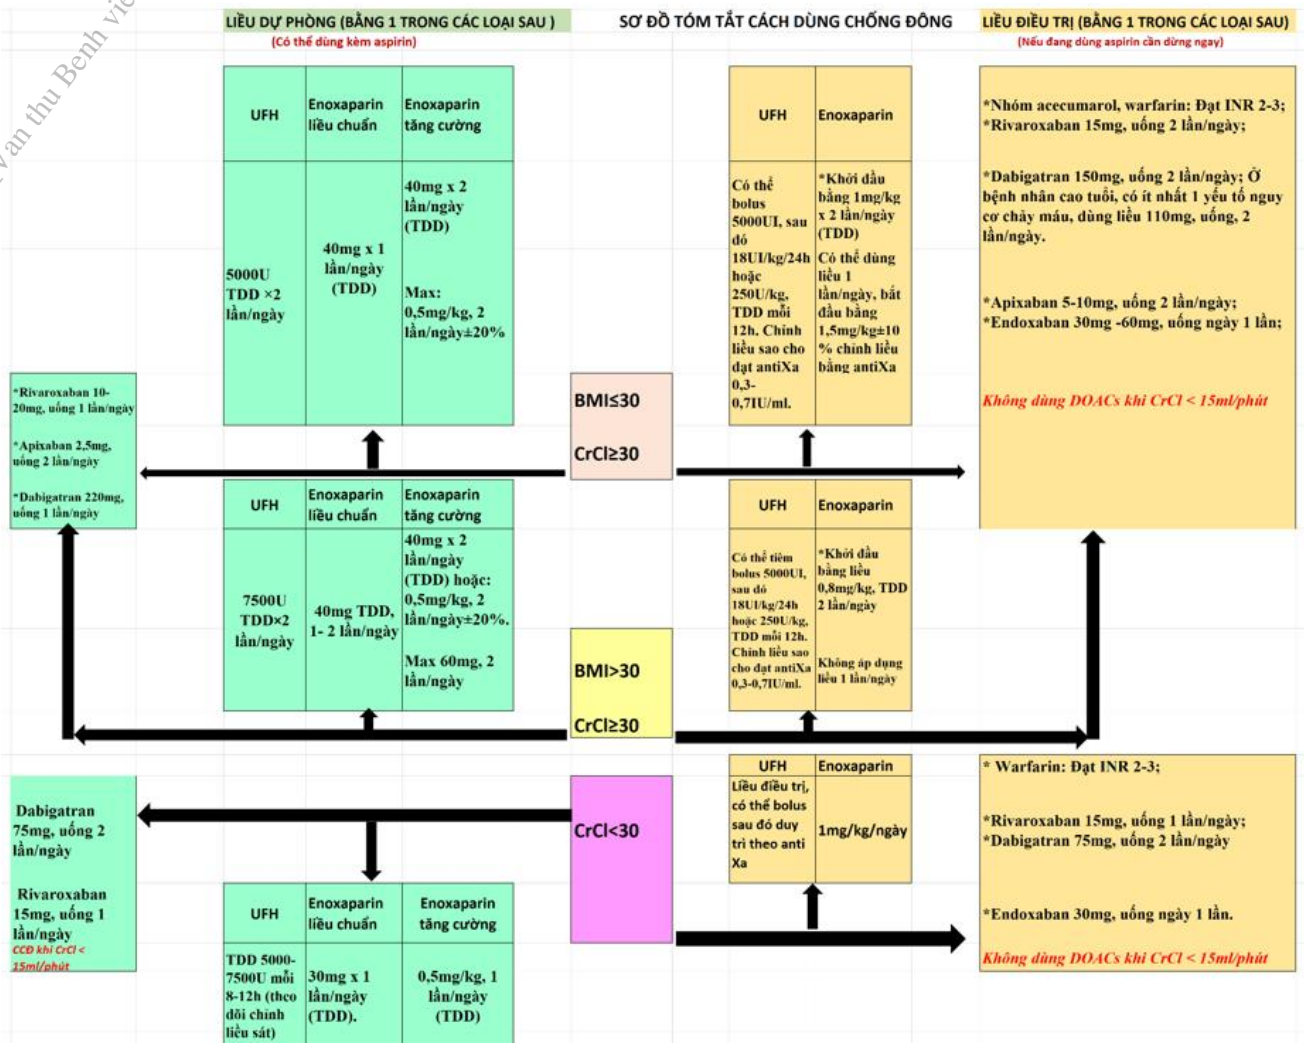 Van thu Benh viê
LIỀU DỰ PHÒNG (BẰNG 1 TRONG CÁC LOẠI SAU )
(Có thể dùng kèm aspirin)
SƠ ĐỒ TÓM TẮT CÁCH DÙNG CHỐNG ĐÔNG
LIỀU ĐIỀU TRỊ (BẰNG 1 TRONG CÁC LOẠI SAU)
(Nếu đang dùng aspirin cần dừng ngay)
UFH
Enoxaparin
liều chuẩn
Enoxaparin
tăng cường
5000U
TDD ×2
lần/ngày
40mg x 1
lần/ngày
(TDD)
40mg x 2
lần/ngày
(TDD)
Max:
0,5mg/kg, 2
lần/ngày±20%
UFH
Enoxaparin
Có thể
bolus
5000UI, sau
đó
18UI/kg/24h
hoặc
250U/kg,
TDD mỗi
12h. Chỉnh
liều sao cho
đạt antiXa
0,3-
0,7IU/ml.
*Khởi đầu
bằng 1mg/kg
x 2 lần/ngày
(TDD)
Có thể dùng
liều 1
lần/ngày, bắt
đầu bằng
1,5mg/kg±10
% chỉnh liều
bằng antiXa
*Nhóm acecumarol, warfarin: Đạt INR 2-3;
*Rivaroxaban 15mg, uống 2 lần/ngày;
*Dabigatran 150mg, uống 2 lần/ngày; Ở
bệnh nhân cao tuổi, có ít nhất 1 yếu tố nguy
cơ chảy máu, dùng liều 110mg, uống, 2
lần/ngày.
*Apixaban 5-10mg, uống 2 lần/ngày;
*Endoxaban 30mg -60mg, uống ngày 1 lần;
Không dùng DOACs khi CrCl < 15ml/phút
*Rivaroxaban 10-
20mg, uống 1 lần/ngày
*Apixaban 2,5mg,
uống 2 lần/ngày
*Dabigatran 220mg,
uống 1 lần/ngày
BMI≤30
CrCl≥30
UFH
Enoxaparin
liều chuẩn
Enoxaparin
tăng cường
7500U
TDD×2
lần/ngày
40mg TDD,
1- 2 lần/ngày
40mg x 2
lần/ngày
(TDD) hoặc:
0,5mg/kg, 2
lần/ngày±20%.
Max 60mg, 2
lần/ngày
BMI>30
CrCl≥30
UFH
Enoxaparin
Có thể tiêm
bolus 5000UI,
sau đó
18UI/kg/24h
hoặc 250U/kg,
TDD mỗi 12h.
Chỉnh liều sao
cho đạt antiXa
0,3-0,7IU/ml.
*Khởi đầu
bằng liều
0,8mg/kg, TDD
2 lần/ngày
Không áp dụng
liều 1 lần/ngày
Dabigatran
75mg, uống 2
lần/ngày
Rivaroxaban
15mg, uống 1
lần/ngày
CCĐ khi CrCl <
15ml/phút
CrCl<30
UFH
Enoxaparin
Liều điều trị,
có thể bolus
sau đó duy
trì theo anti
Xa
1mg/kg/ngày
* Warfarin: Đạt INR 2-3;
*Rivaroxaban 15mg, uống 1 lần/ngày;
*Dabigatran 75mg, uống 2 lần/ngày
*Endoxaban 30mg, uống ngày 1 lần.
Không dùng DOACs khi CrCl < 15ml/phút
UFH
Enoxaparin
liều chuẩn
Enoxaparin
tăng cường
TDD 5000-
7500U mỗi
8-12h (theo
dõi chỉnh
liều sát)
30mg x 1
lần/ngày
(TDD).
0,5mg/kg, 1
lần/ngày
(TDD)